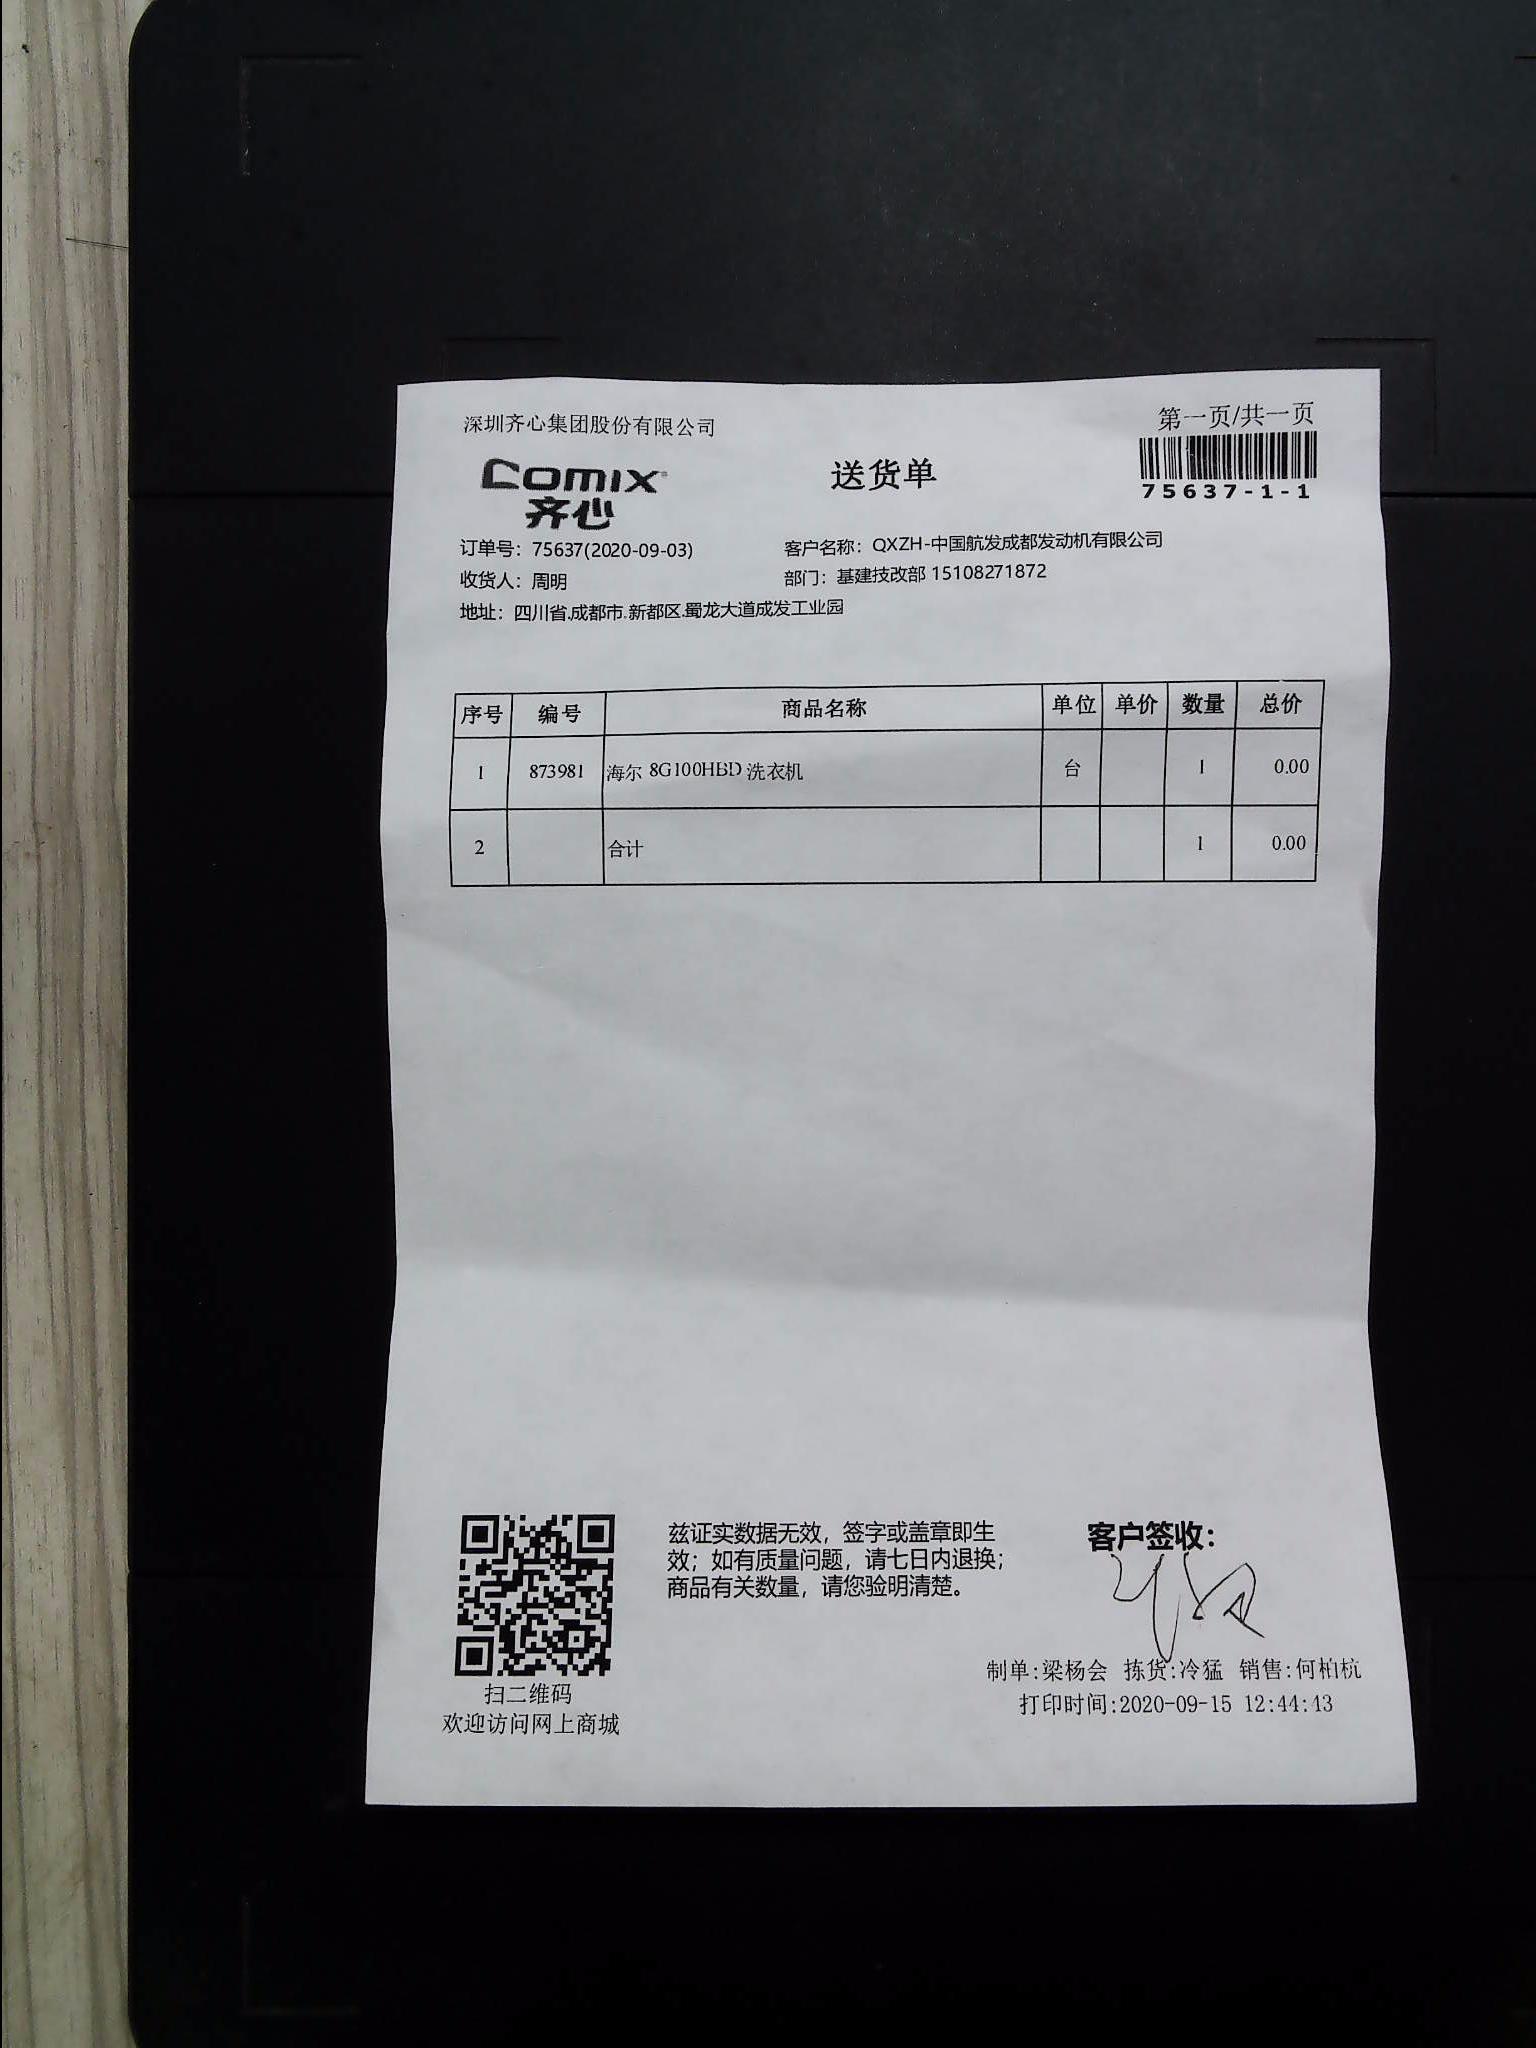 深圳齐心集团股份有限公司
第一页/共一页
comix
齐心
送货单
75637-1-1
订单号：75637(2020-09-03)
客户名称：QXZH-中国航发成都发动机有限公司
收货人：周明
部门：基建技改部 15108271872
地址：四川省.成都市.新都区.蜀龙大道成发工业园
序号 编号 商品名称 单位 单价 数量 总价
1 873981 海尔 8G100HBD 洗衣机 台 1 0.00
2 合计 1 0.00
兹证实数据无效，签字或盖章即生
效；如有质量问题，请七日内退换；
商品有关数量，请您验明清楚。
客户签收：
扫二维码
欢迎访问网上商城
制单:梁杨会 拣货:冷猛 销售:何柏杭
打印时间:2020-09-15 12:44:43